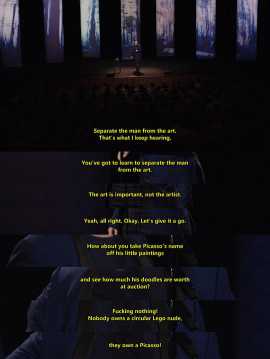 Separate the man from the art.
That's what I keep hearing,
You've got to learn to separate the man
from the art.
The art is important, not the artist.
Yeah, all right. Okay. Let's give it a go.
How about you take Picasso's name
off his little paintings
and see how much his doodles are worth
at auction?
Fucking nothing!
Nobody owns a circular Lego nude,
they own a Picasso!